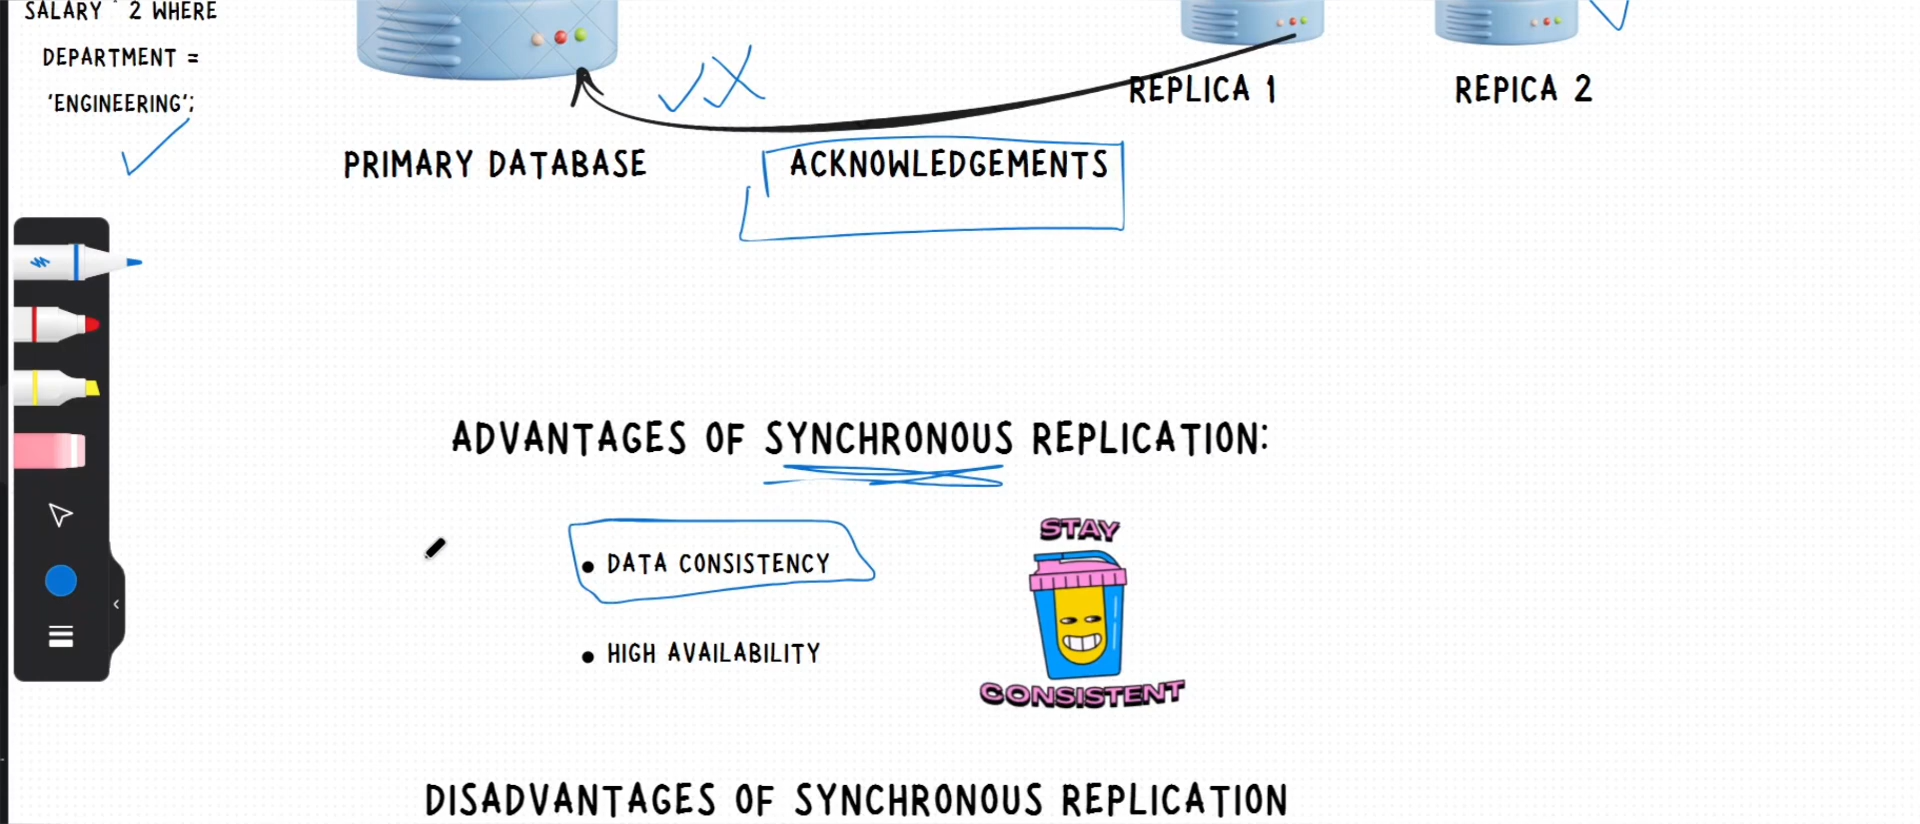 SALARY * 2 WHERE
DEPARTMENT =
'ENGINEERING';
REPLICA 1
REPICA 2
PRIMARY DATABASE
ACKNOWLEDGEMENTS
ADVANTAGES OF SYNCHRONOUS REPLICATION:
• DATA CONSISTENCY
• HIGH AVAILABILITY
STAY
CONSISTENT
DISADVANTAGES OF SYNCHRONOUS REPLICATION